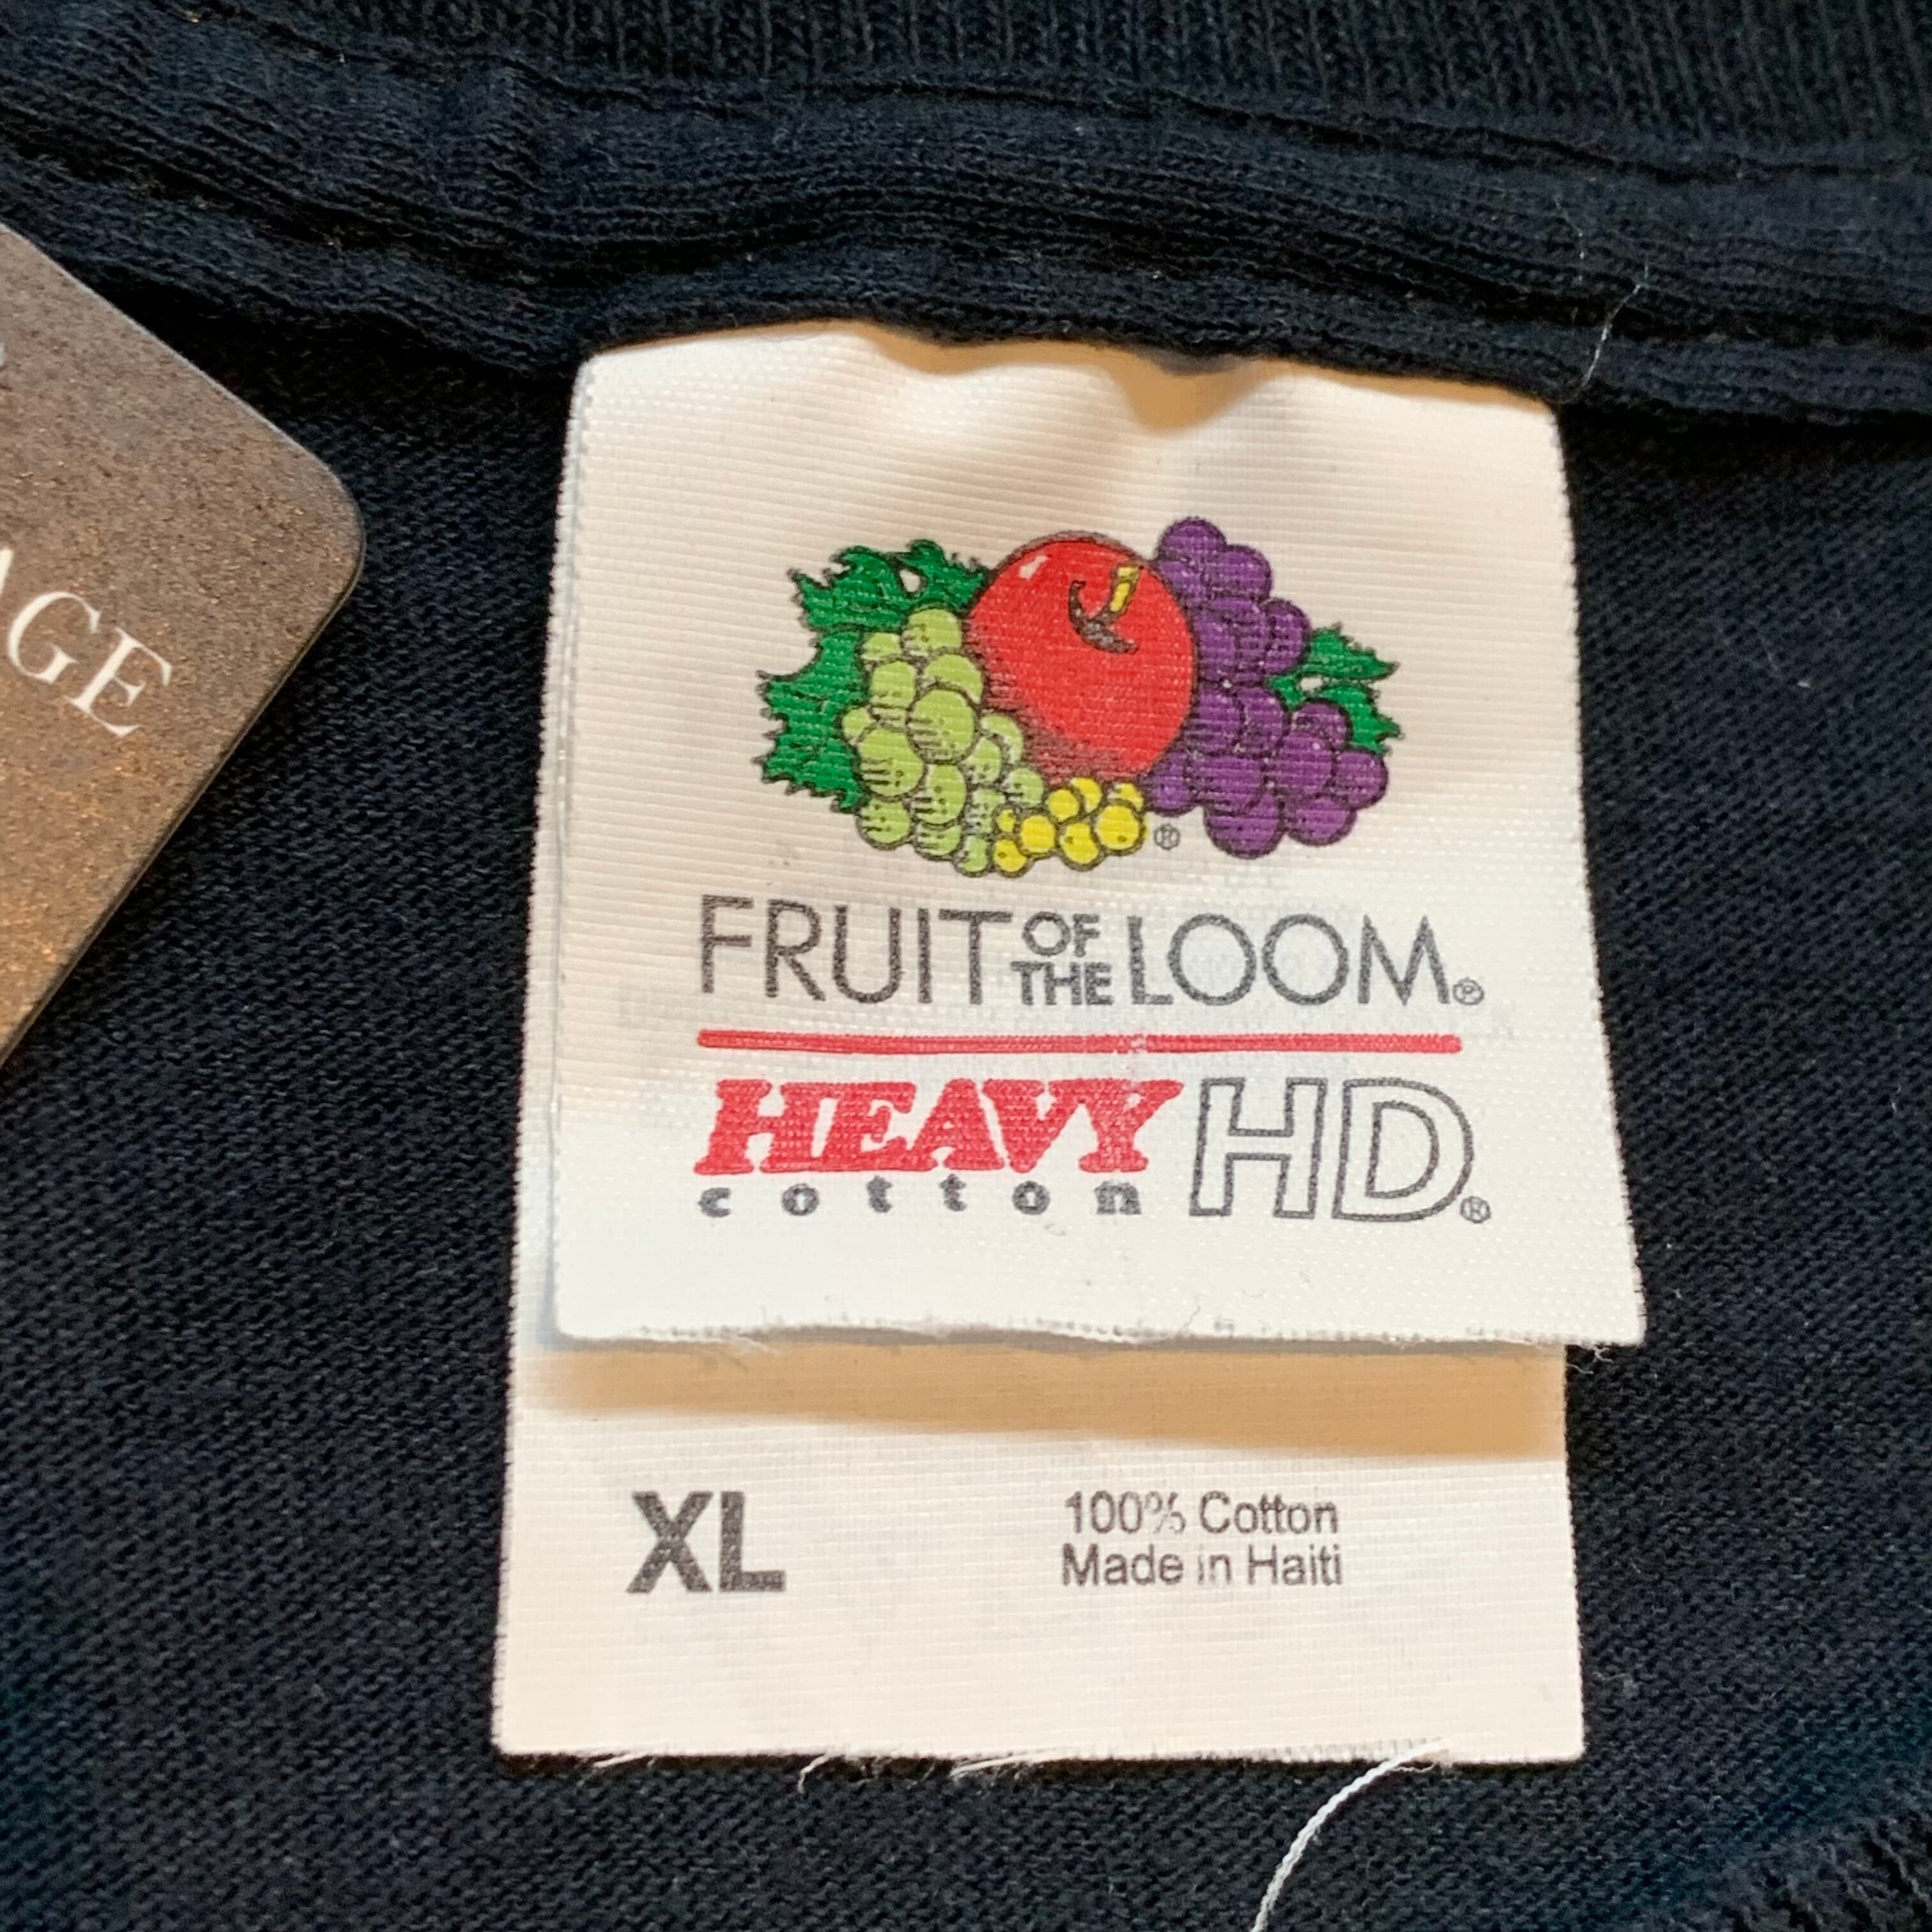 AGE
®
FRUIT OF THE LOOM®
HEAVY HD®
cotton
XL
100% Cotton
Made in Haiti